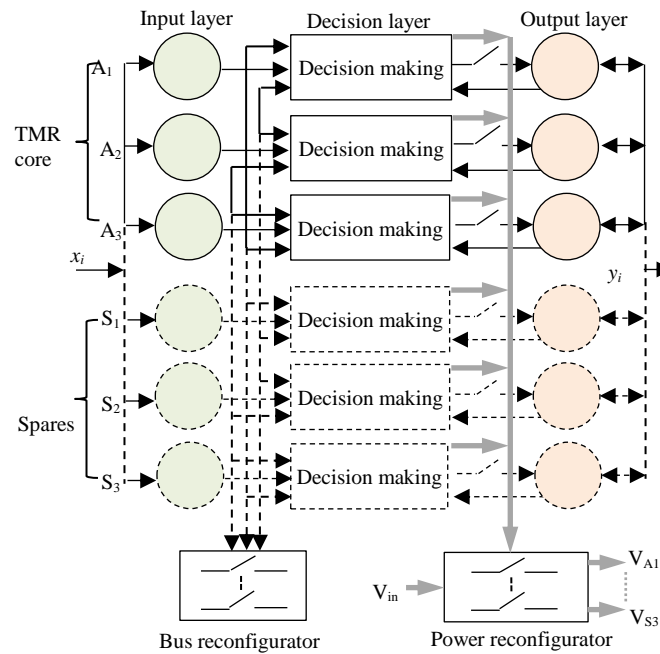 Input layer
Decision layer
Output layer
A1
Decision making
TMR
core
A2
Decision making
A3
Decision making
xi
yi
S1
Decision making
Spares
S2
Decision making
S3
Decision making
Vin
VA1
VS3
Bus reconfigurator
Power reconfigurator